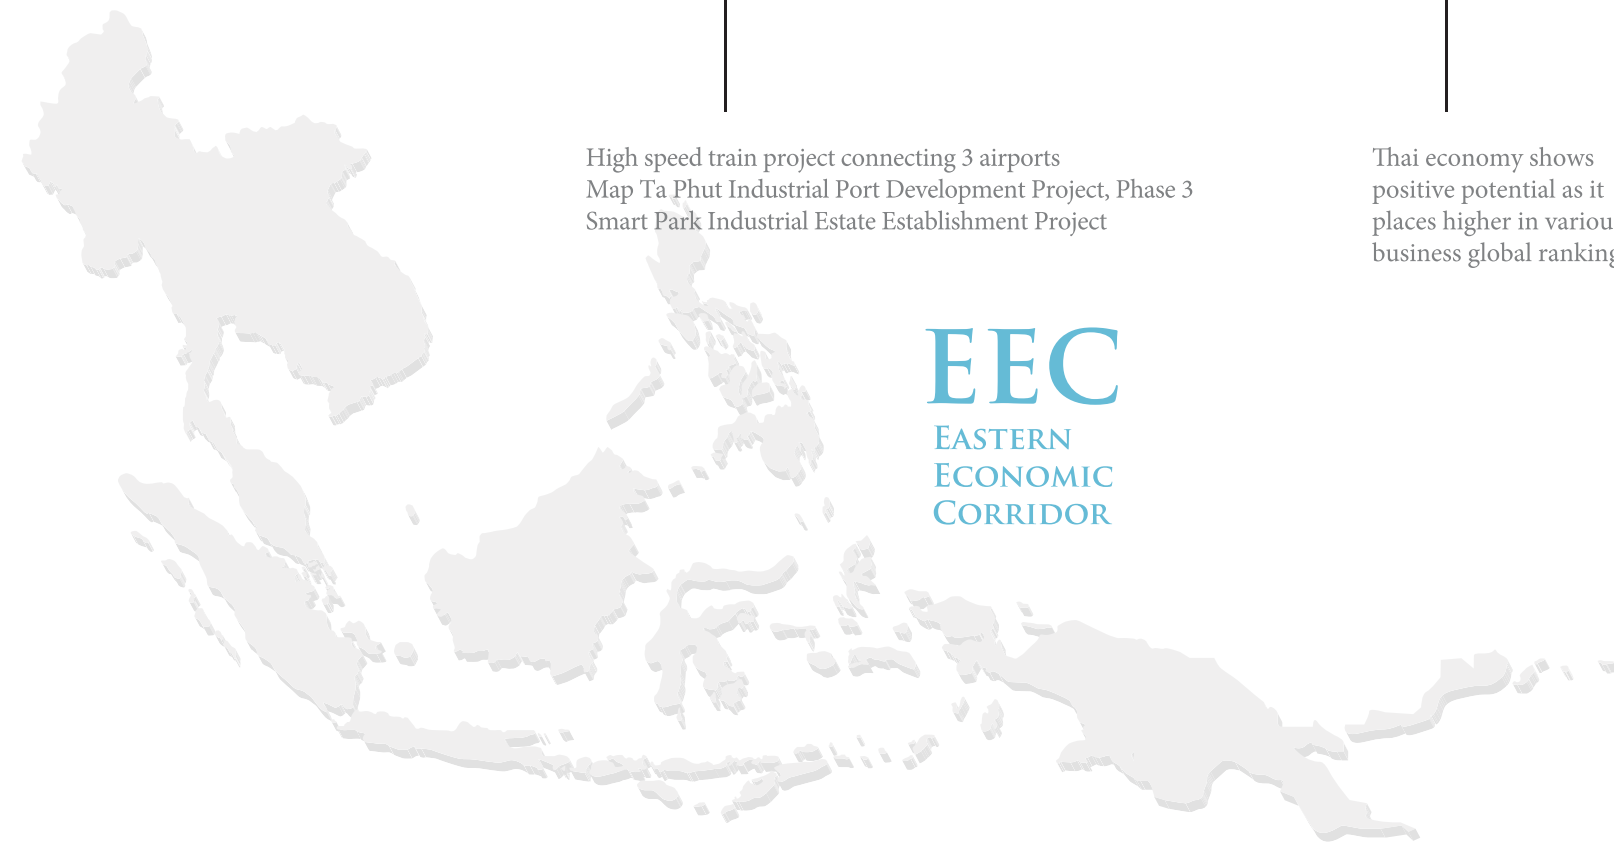 High speed train project connecting 3 airports
Map Ta Phut Industrial Port Development Project, Phase 3
Smart Park Industrial Estate Establishment Project
Thai economy shows
positive potential as it
places higher in variou
business global ranking
EEC
Eastern
Economic
Corridor